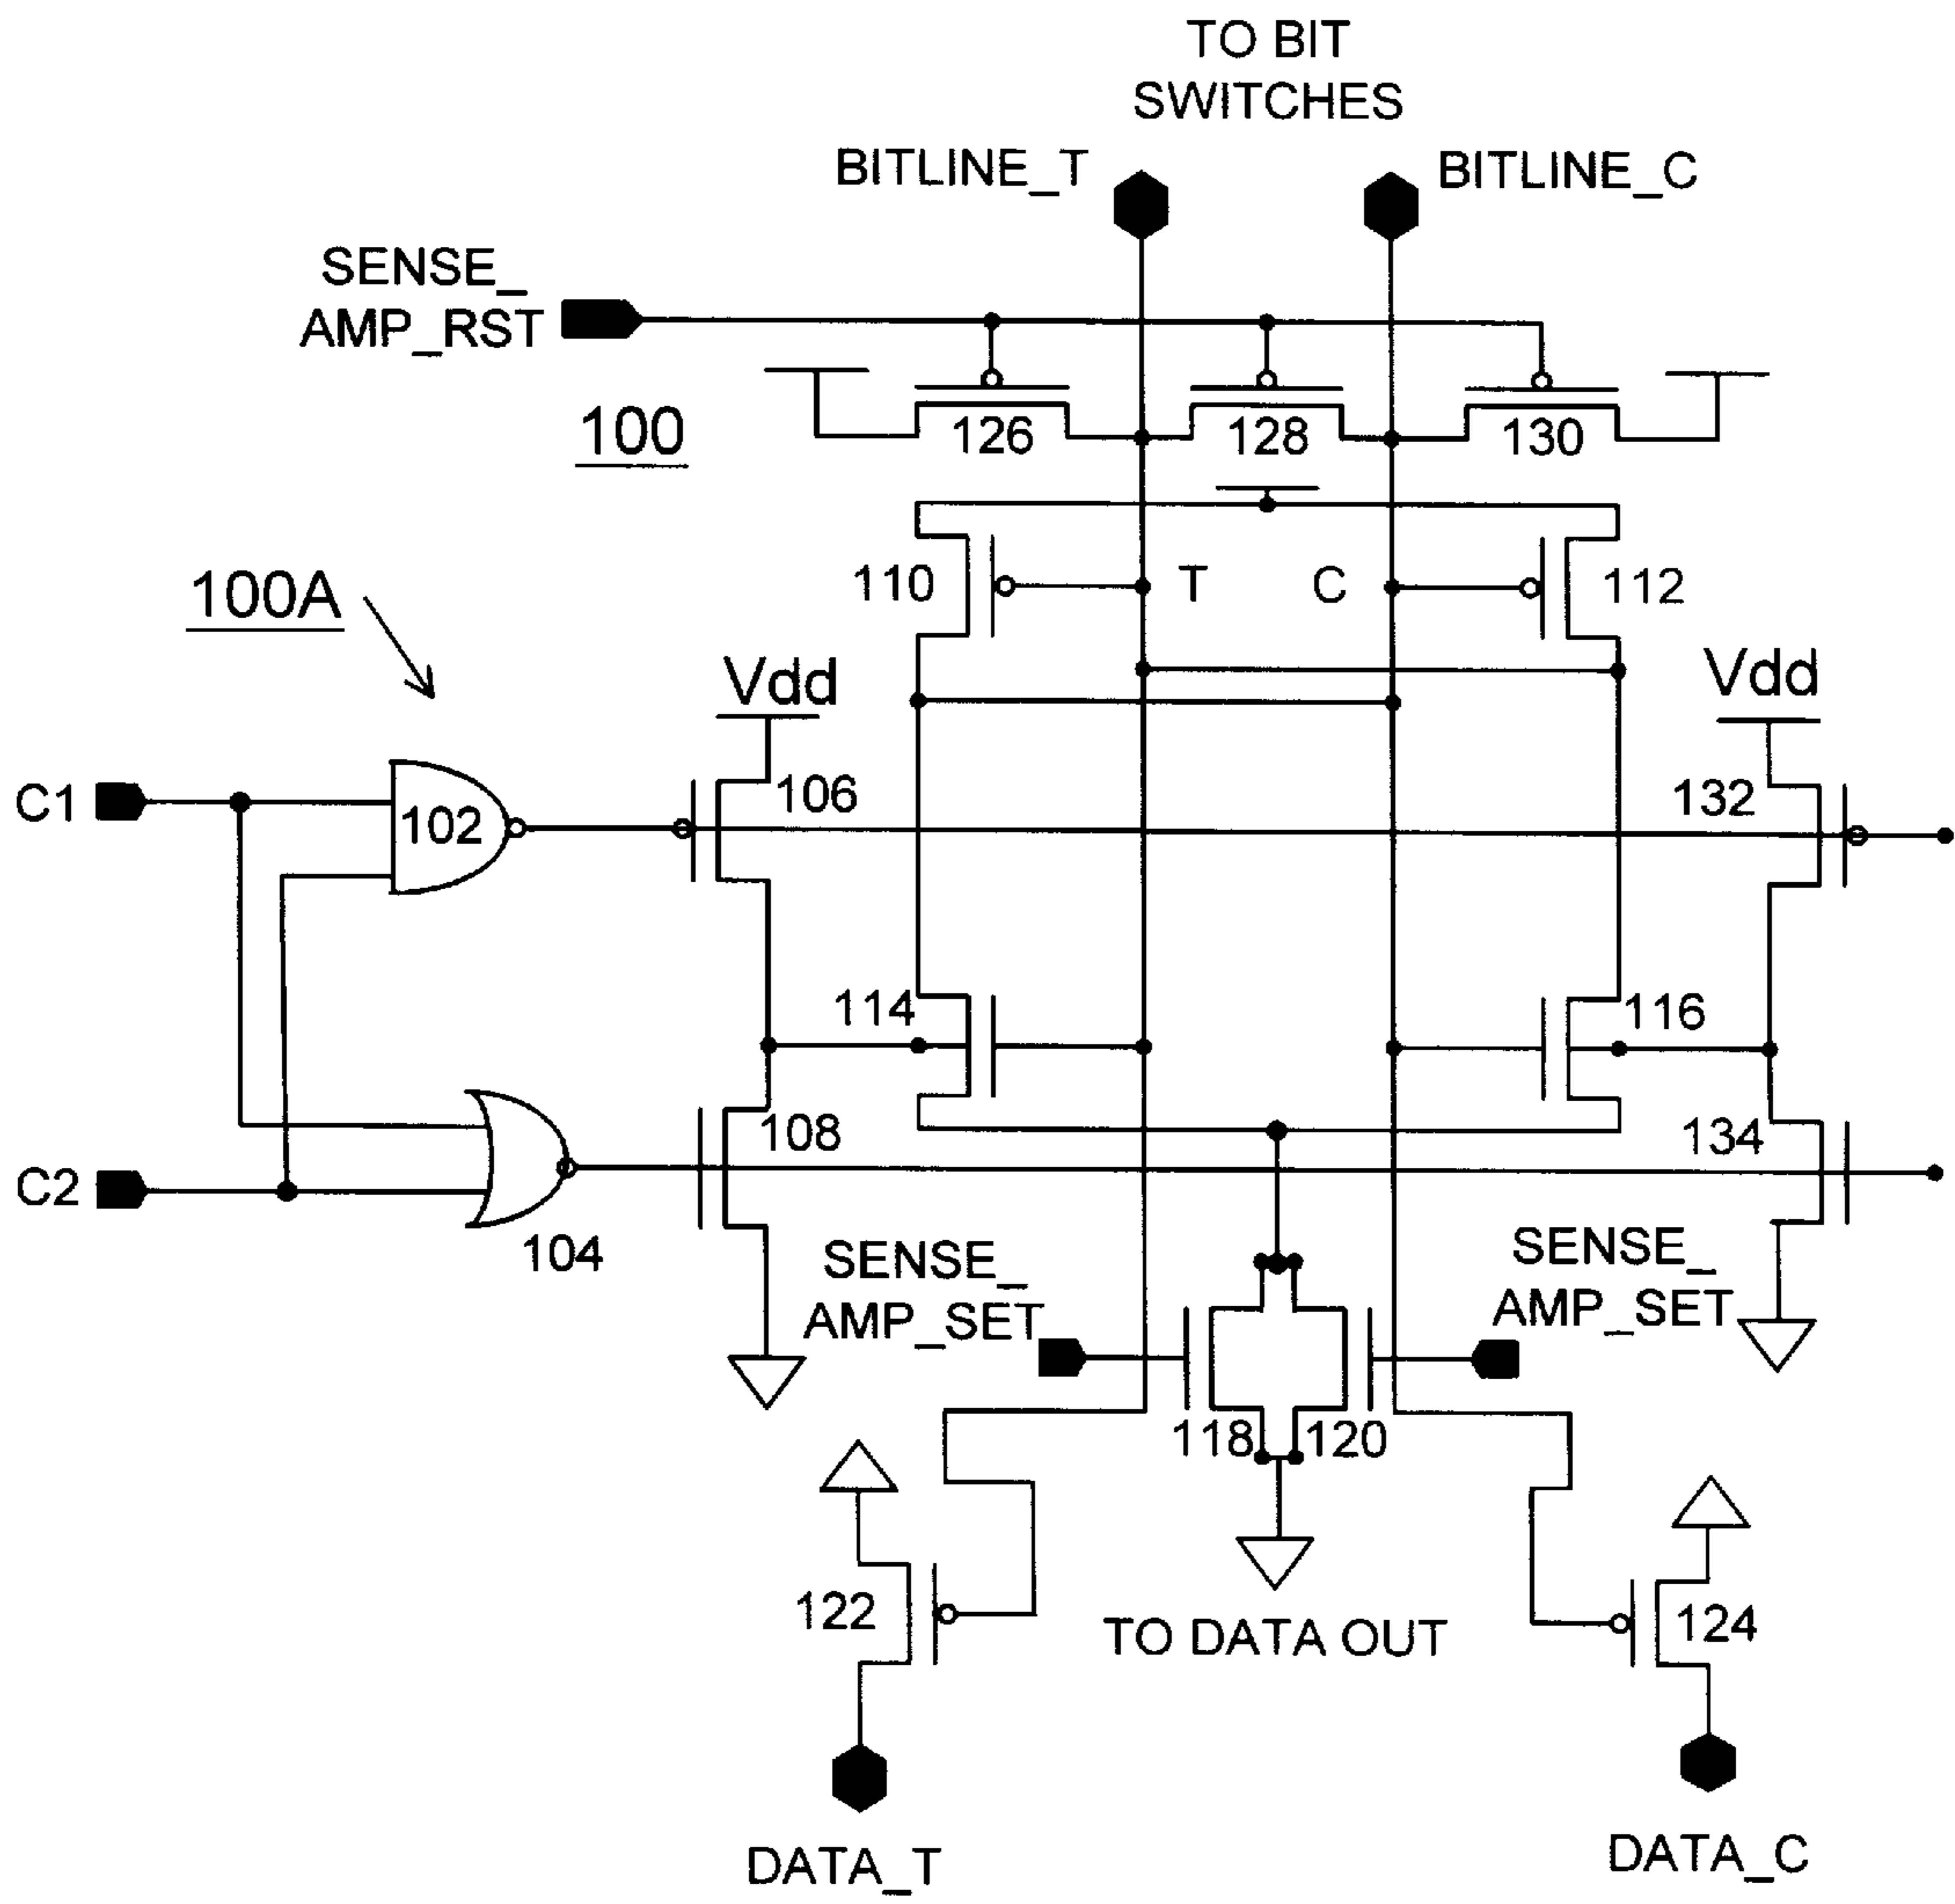 TO BIT
SWITCHES
BITLINE_T
BITLINE_C
SENSE_
AMP_RST
100
126
128
130
100A
110
T
C
112
Vdd
Vdd
C1
102
106
132
114
116
C2
104
108
134
SENSE_
AMP_SET
SENSE_
AMP_SET
118
120
122
TO DATA OUT
124
DATA_T
DATA_C